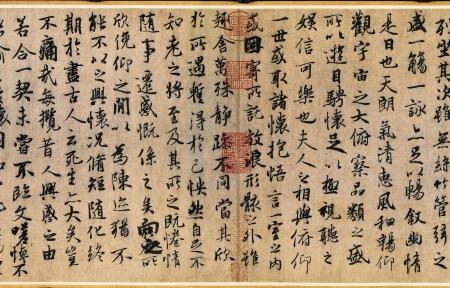 列坐其次雖無絲竹管弦之
盛一觴一詠亦足以暢敘幽情
是日也天朗氣清惠風和暢仰
觀宇宙之大俯察品類之盛
所以遊目騁懷足以極視聽之
娛信可樂也夫人之相與俯仰
一世或取諸懷抱悟言一室之內
或因寄所託放浪形骸之外雖
趣舍萬殊靜躁不同當其欣
於所遇暫得於己怏然自足不
知老之將至及其所之既惓情
隨事遷感慨係之矣向之所
欣俛仰之閒以為陳迹猶不
能不以之興懷況脩短隨化終
期於盡古人云死生亦大矣豈
不痛哉每攬昔人興感之由
若合一契未嘗不臨文嗟悼不